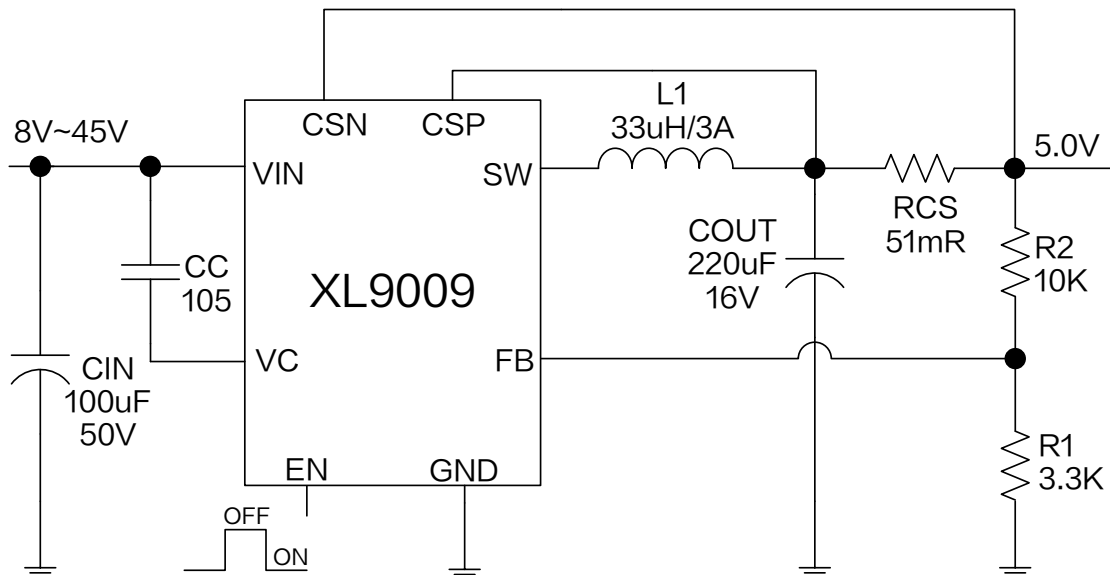 8V~45V
CSN
CSP
L1
33uH/3A
5.0V
VIN
SW
RCS
51mR
CC
105
COUT
220uF
16V
R2
10K
XL9009
VC
FB
CIN
100uF
50V
EN
GND
R1
3.3K
OFF
ON